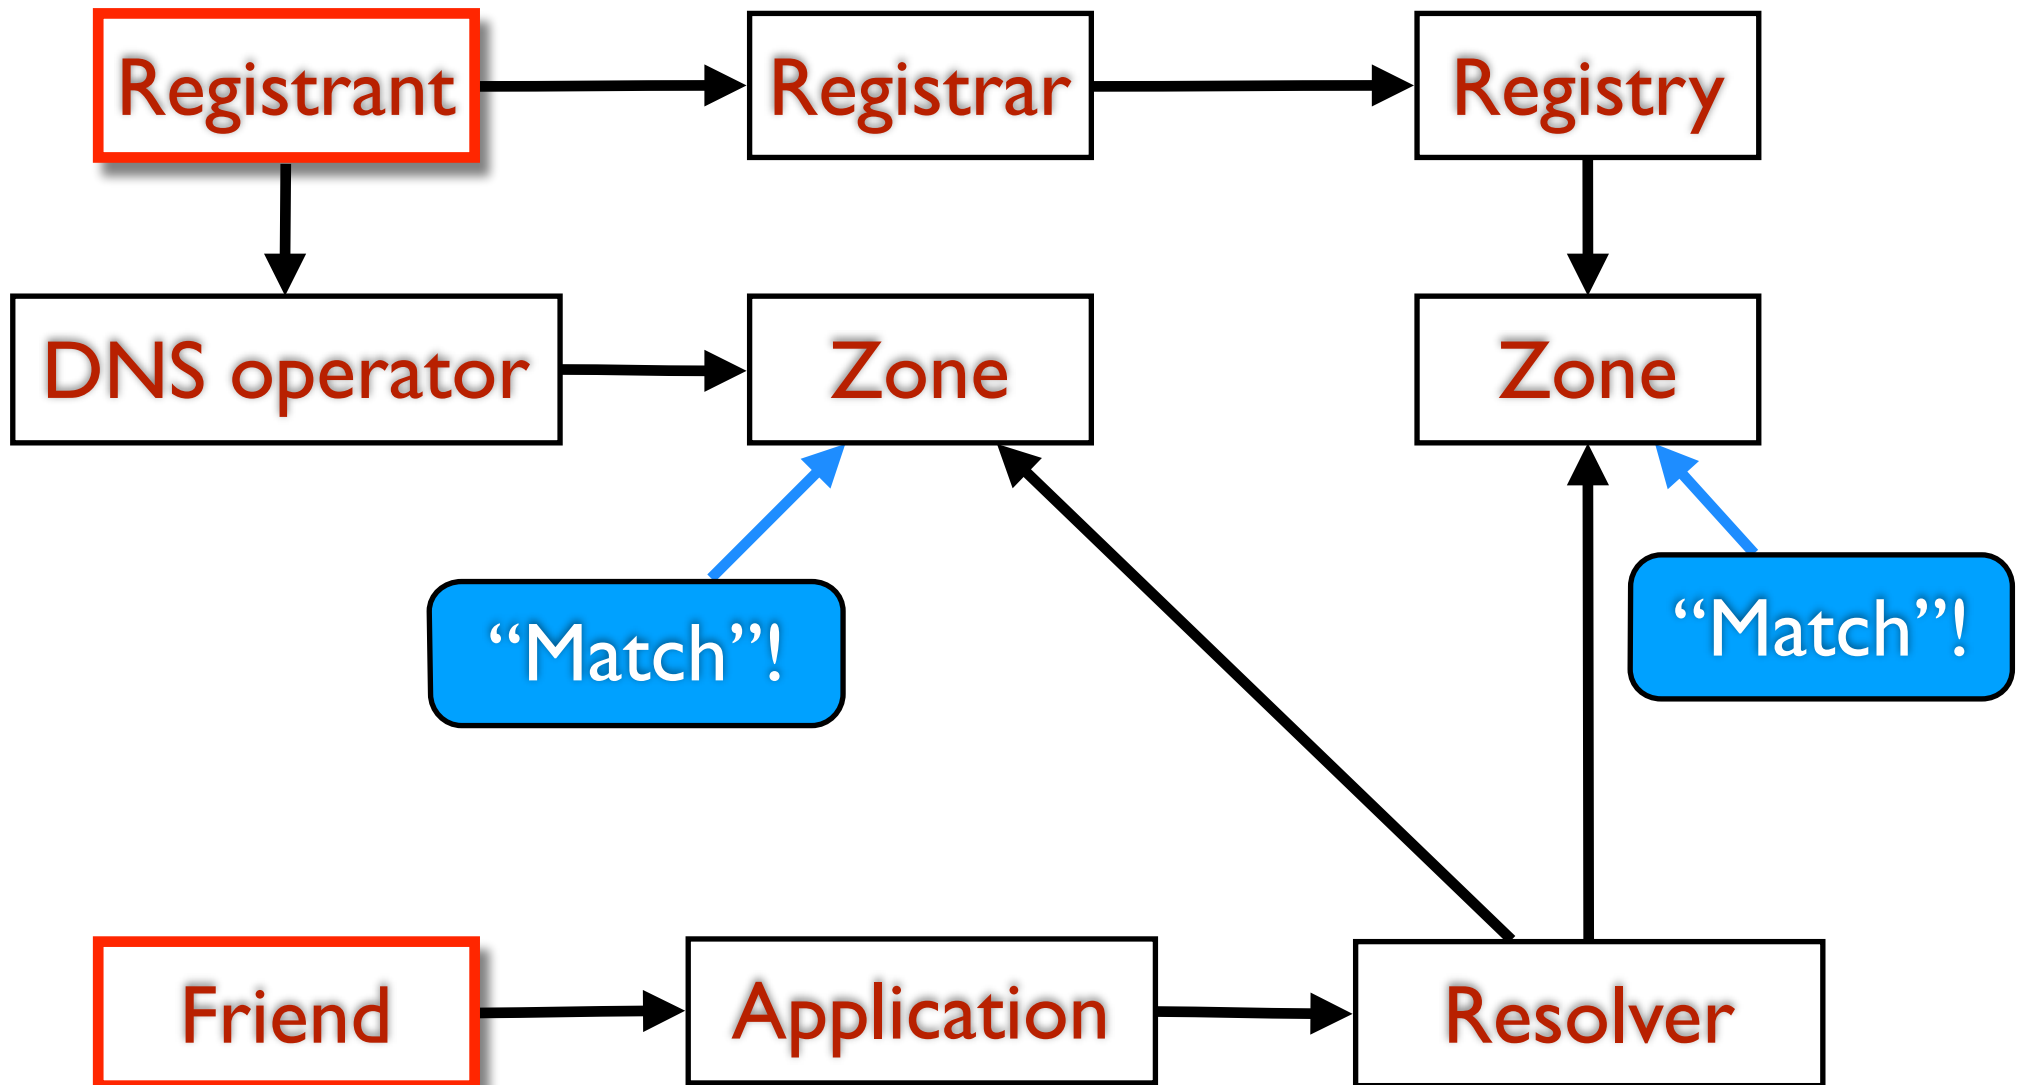 Registrant
Registrar
Registry
DNS operator
Zone
Zone
“Match”!
“Match”!
Friend
Application
Resolver